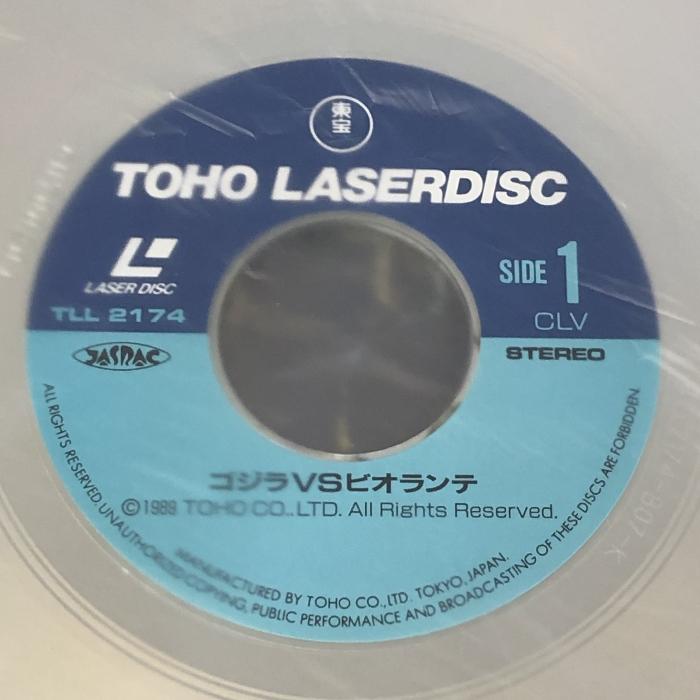 東宝
TOHO LASERDISC
LASER DISC
TLL 2174
SIDE 1
CLV
JASRAC
STEREO
ゴジラVSビオランテ
©1989 TOHO CO.,LTD. All Rights Reserved.
MANUFACTURED BY TOHO CO.,LTD. TOKYO, JAPAN.
ALL RIGHTS RESERVED. UNAUTHORIZED COPYING, PUBLIC PERFORMANCE AND BROADCASTING OF THESE DISCS ARE FORBIDDEN.